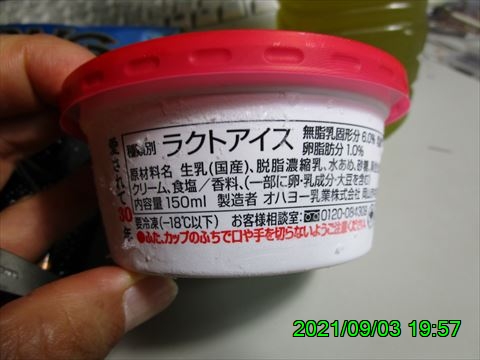 愛されて30年
種類別 ラクトアイス
無脂乳固形分 6.0%
卵脂肪分 1.0%
原材料名 生乳(国産)、脱脂濃縮乳、水あめ、砂糖、
クリーム、食塩/香料、(一部に卵・乳成分・大豆を含む)
内容量 150ml 製造者 オハヨー乳業株式会社
要冷凍(-18℃以下) お客様相談室: 0120-084309
●ふた、カップのふちで口や手を切らないようご注意ください。
2021/09/03 19:57